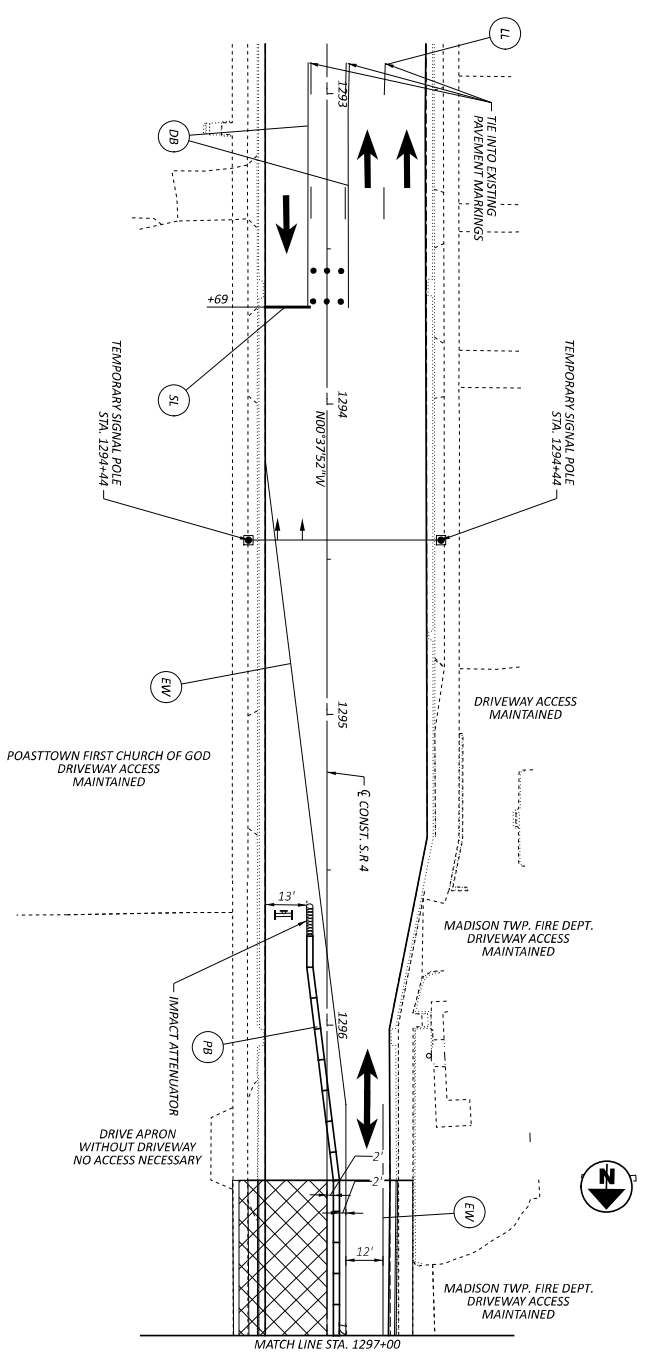 LL
1293
TIE INTO EXISTING
PAVEMENT MARKINGS
DB
+69
SL
1294
N00°37'52"W
TEMPORARY SIGNAL POLE
STA. 1294+44
TEMPORARY SIGNAL POLE
STA. 1294+44
EW
1295
DRIVEWAY ACCESS
MAINTAINED
POASTTOWN FIRST CHURCH OF GOD
DRIVEWAY ACCESS
MAINTAINED
℄ CONST. S.R 4
13'
MADISON TWP. FIRE DEPT.
DRIVEWAY ACCESS
MAINTAINED
IMPACT ATTENUATOR
1296
PB
DRIVE APRON
WITHOUT DRIVEWAY
NO ACCESS NECESSARY
2'
2'
N
EW
12'
MADISON TWP. FIRE DEPT.
DRIVEWAY ACCESS
MAINTAINED
12
MATCH LINE STA. 1297+00